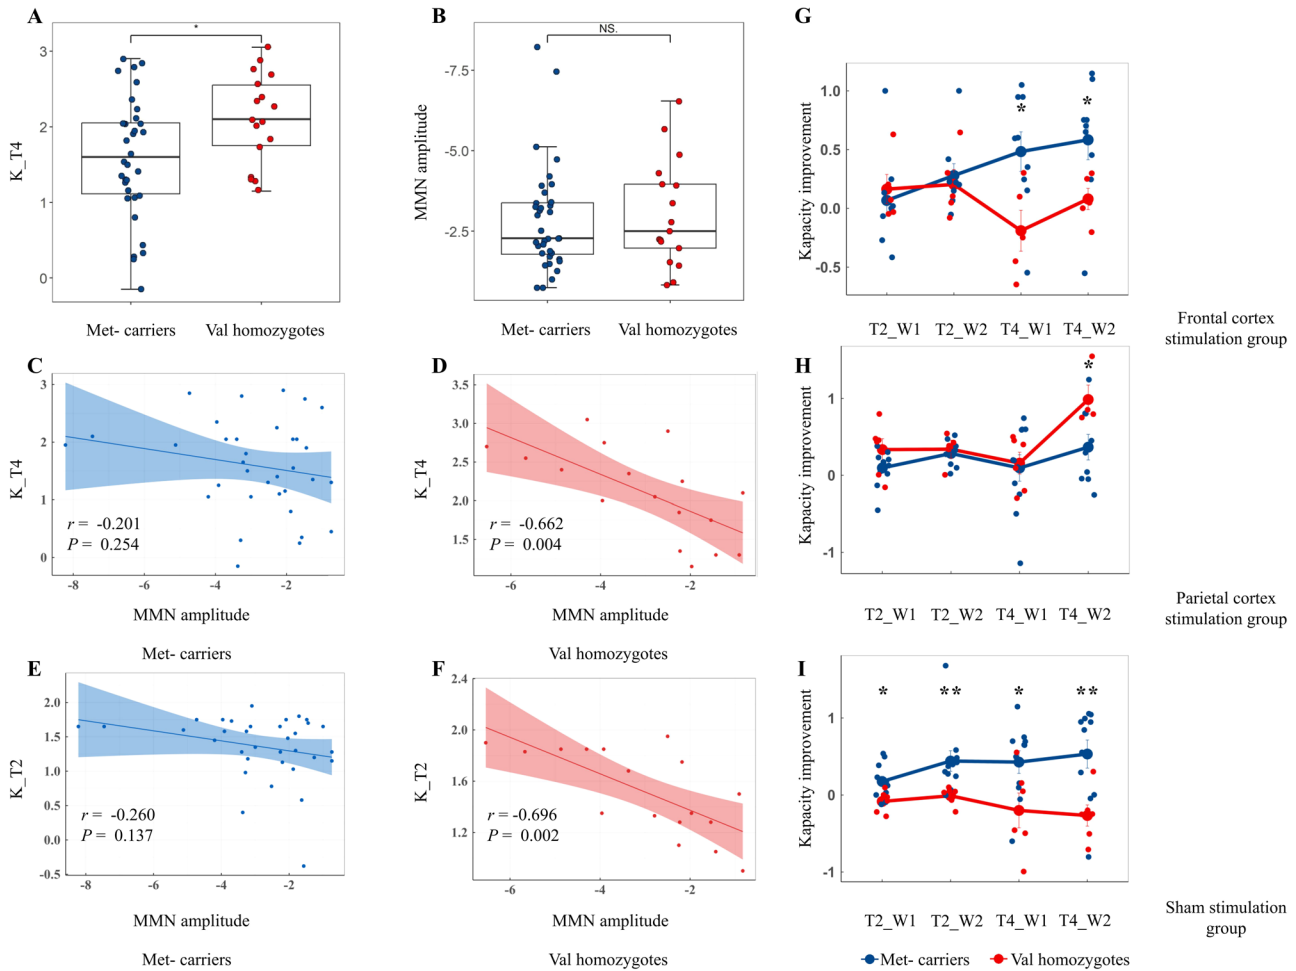 A
*
K_T4
3
2
1
0
Met- carriers
Val homozygotes
B
NS.
MMN amplitude
-7.5
-5.0
-2.5
Met- carriers
Val homozygotes
G
Kapacity improvement
1.0
0.5
0.0
-0.5
*
*
T2_W1
T2_W2
T4_W1
T4_W2
Frontal cortex
stimulation group
C
K_T4
3
2
1
0
r = -0.201
P = 0.254
-8
-6
-4
-2
MMN amplitude
Met- carriers
D
K_T4
3.5
3.0
2.5
2.0
1.5
r = -0.662
P = 0.004
-6
-4
-2
MMN amplitude
Val homozygotes
H
Kapacity improvement
1
0
-1
*
T2_W1
T2_W2
T4_W1
T4_W2
Parietal cortex
stimulation group
E
K_T2
2.0
1.5
1.0
0.5
0.0
-0.5
r = -0.260
P = 0.137
-8
-6
-4
-2
MMN amplitude
Met- carriers
F
K_T2
2.4
2.0
1.6
1.2
r = -0.696
P = 0.002
-6
-4
-2
MMN amplitude
Val homozygotes
I
Kapacity improvement
1
0
-1
*
**
*
**
T2_W1
T2_W2
T4_W1
T4_W2
Sham stimulation
group
Met- carriers
Val homozygotes